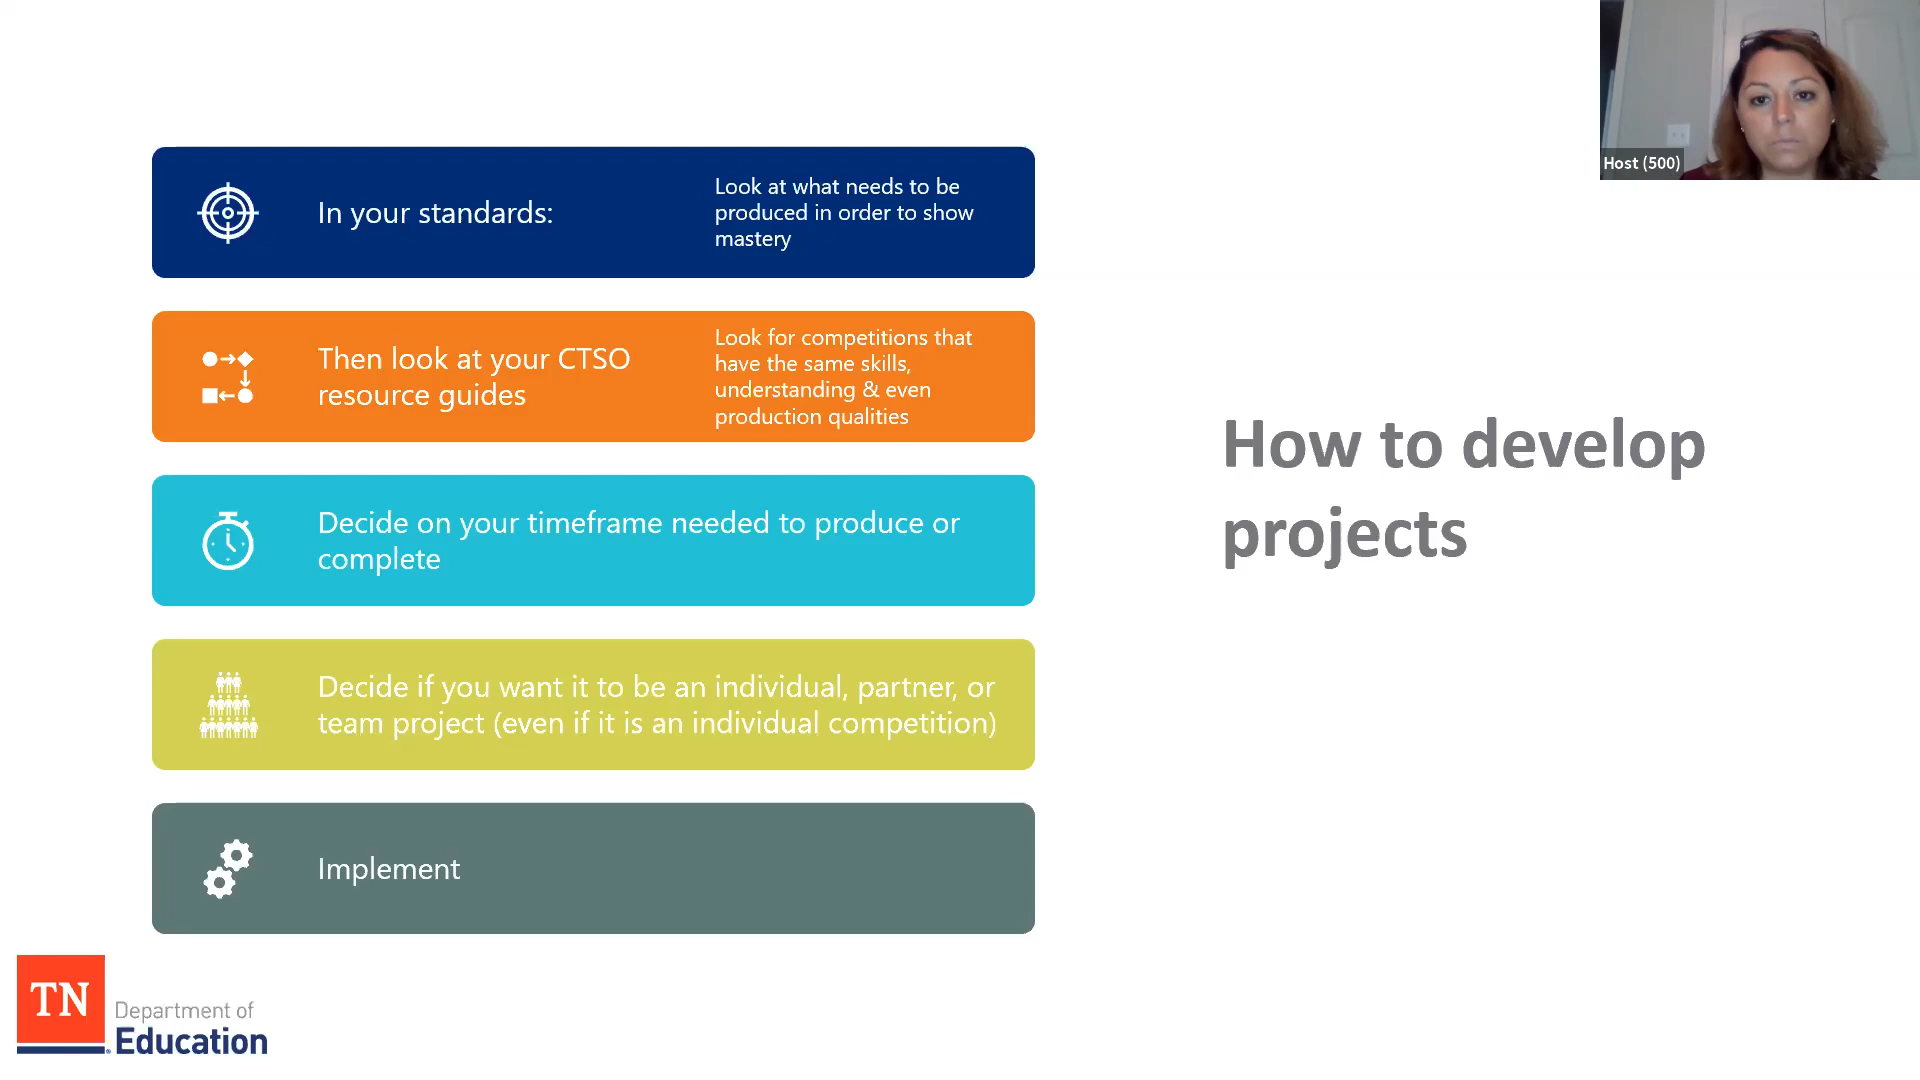 Host (500)
In your standards:
Look at what needs to be
produced in order to show
mastery
Then look at your CTSO
resource guides
Look for competitions that
have the same skills,
understanding & even
production qualities
Decide on your timeframe needed to produce or
complete
Decide if you want it to be an individual, partner, or
team project (even if it is an individual competition)
Implement
How to develop
projects
TN
Department of
Education